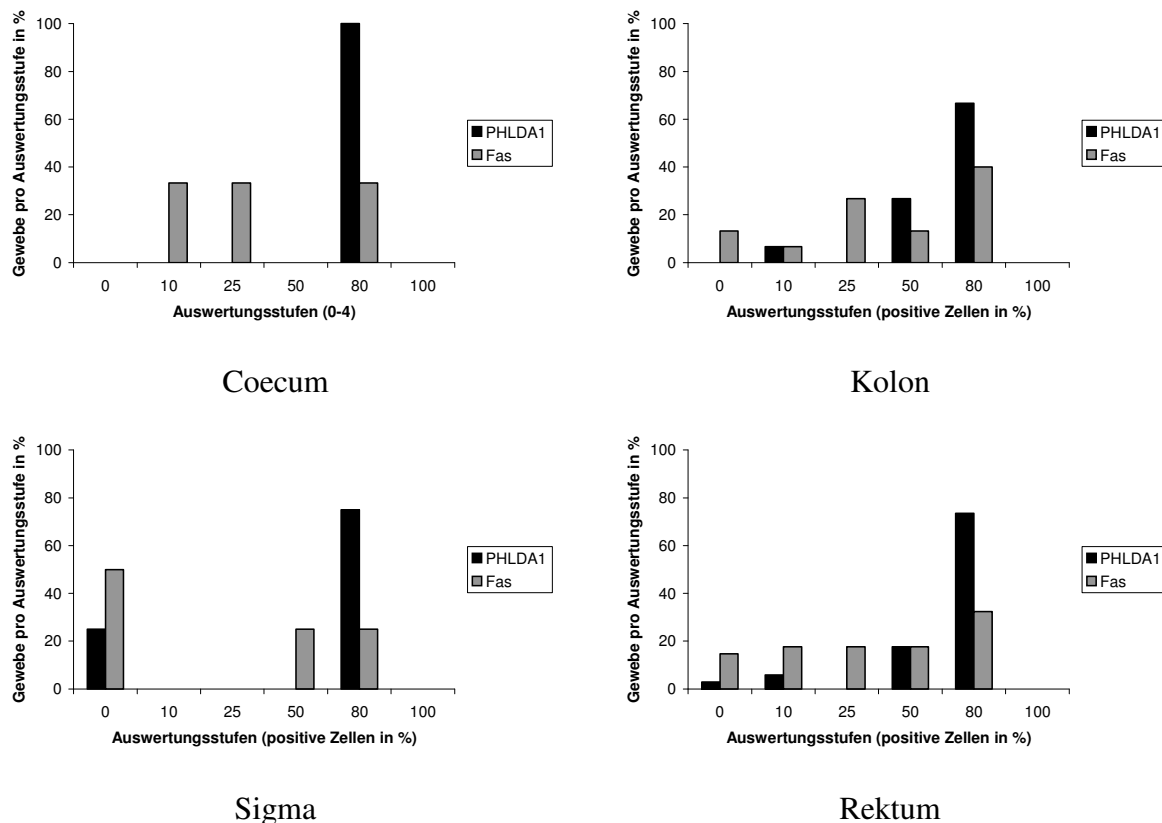 Gewebe pro Auswertungsstufe in %
100
80
60
40
20
0
0 10 25 50 80 100
Auswertungsstufen (0-4)
PHLDA1
Fas
Coecum
Gewebe pro Auswertungsstufe in %
100
80
60
40
20
0
0 10 25 50 80 100
Auswertungsstufen (positive Zellen in %)
PHLDA1
Fas
Kolon
Gewebe pro Auswertungsstufe in %
100
80
60
40
20
0
0 10 25 50 80 100
Auswertungsstufen (positive Zellen in %)
PHLDA1
Fas
Sigma
Gewebe pro Auswertungsstufe in %
100
80
60
40
20
0
0 10 25 50 80 100
Auswertungsstufen (positive Zellen in %)
PHLDA1
Fas
Rektum